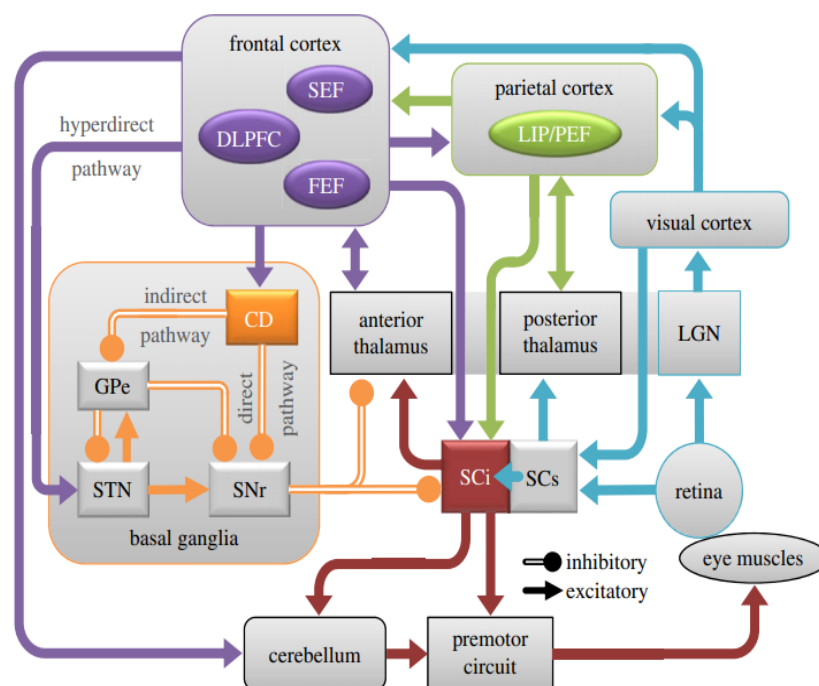 frontal cortex
SEF
DLPFC
FEF
parietal cortex
LIP/PEF
hyperdirect
pathway
visual cortex
indirect
pathway
CD
direct
pathway
GPe
STN
SNr
basal ganglia
anterior
thalamus
posterior
thalamus
LGN
SCi
SCs
retina
eye muscles
inhibitory
excitatory
cerebellum
premotor
circuit